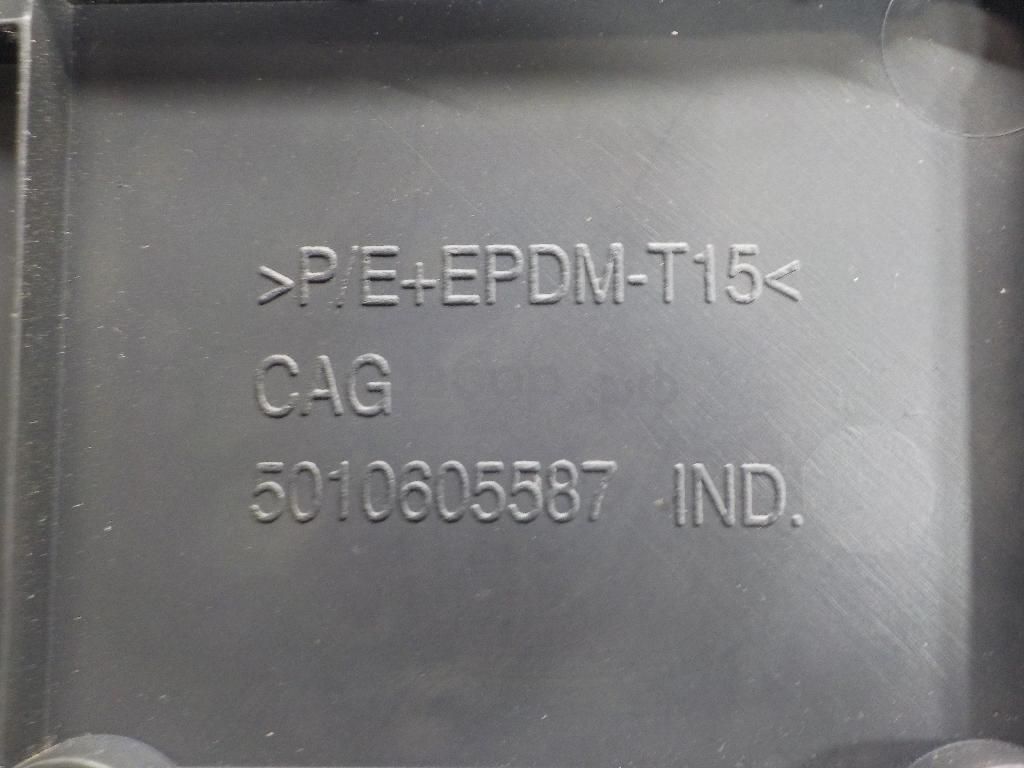 >P/E+EPDM-T15<
CAG
5010605587 IND.